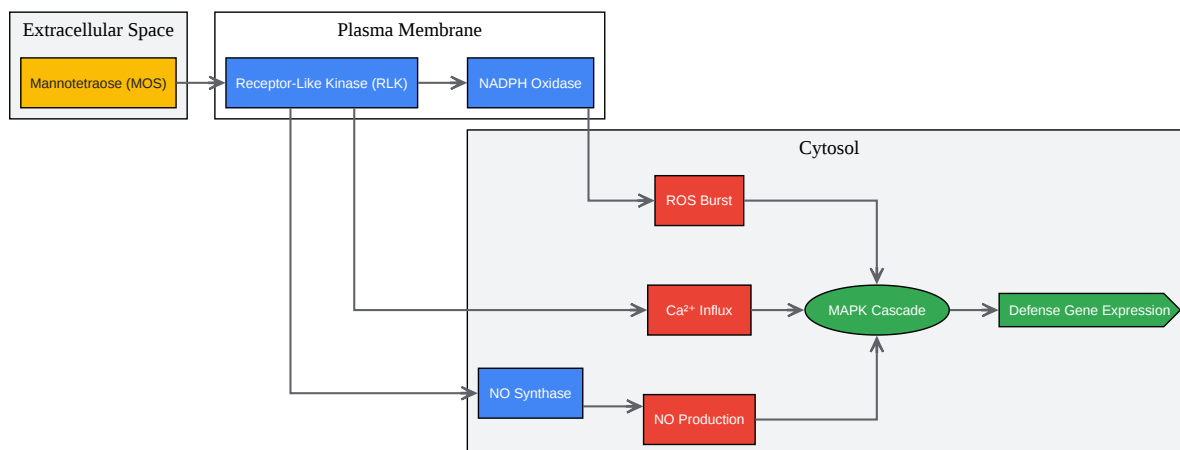 Extracellular Space
Plasma Membrane
Mannotetraose (MOS)
Receptor-Like Kinase (RLK)
NADPH Oxidase
Cytosol
ROS Burst
Ca²⁺ Influx
MAPK Cascade
Defense Gene Expression
NO Synthase
NO Production